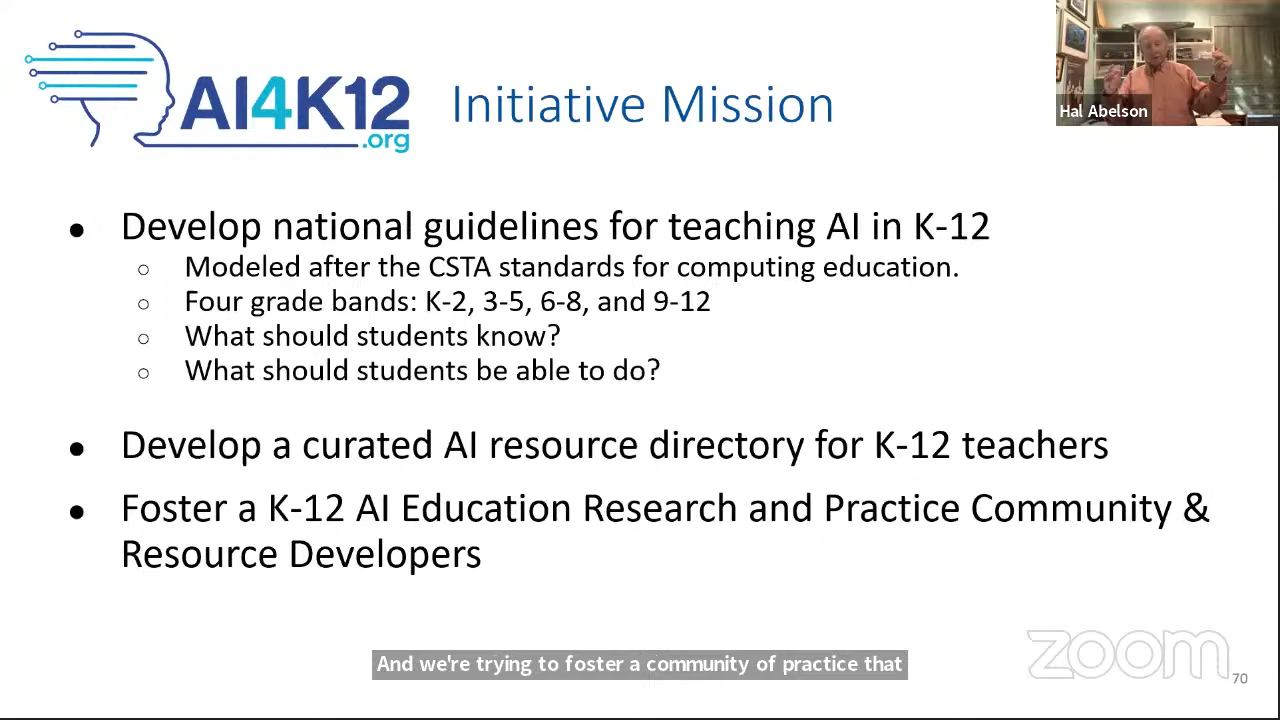 AI4K12
.org
Initiative Mission
Hal Abelson
● Develop national guidelines for teaching AI in K-12
○ Modeled after the CSTA standards for computing education.
○ Four grade bands: K-2, 3-5, 6-8, and 9-12
○ What should students know?
○ What should students be able to do?
● Develop a curated AI resource directory for K-12 teachers
● Foster a K-12 AI Education Research and Practice Community &
Resource Developers
And we're trying to foster a community of practice that
zoom
70